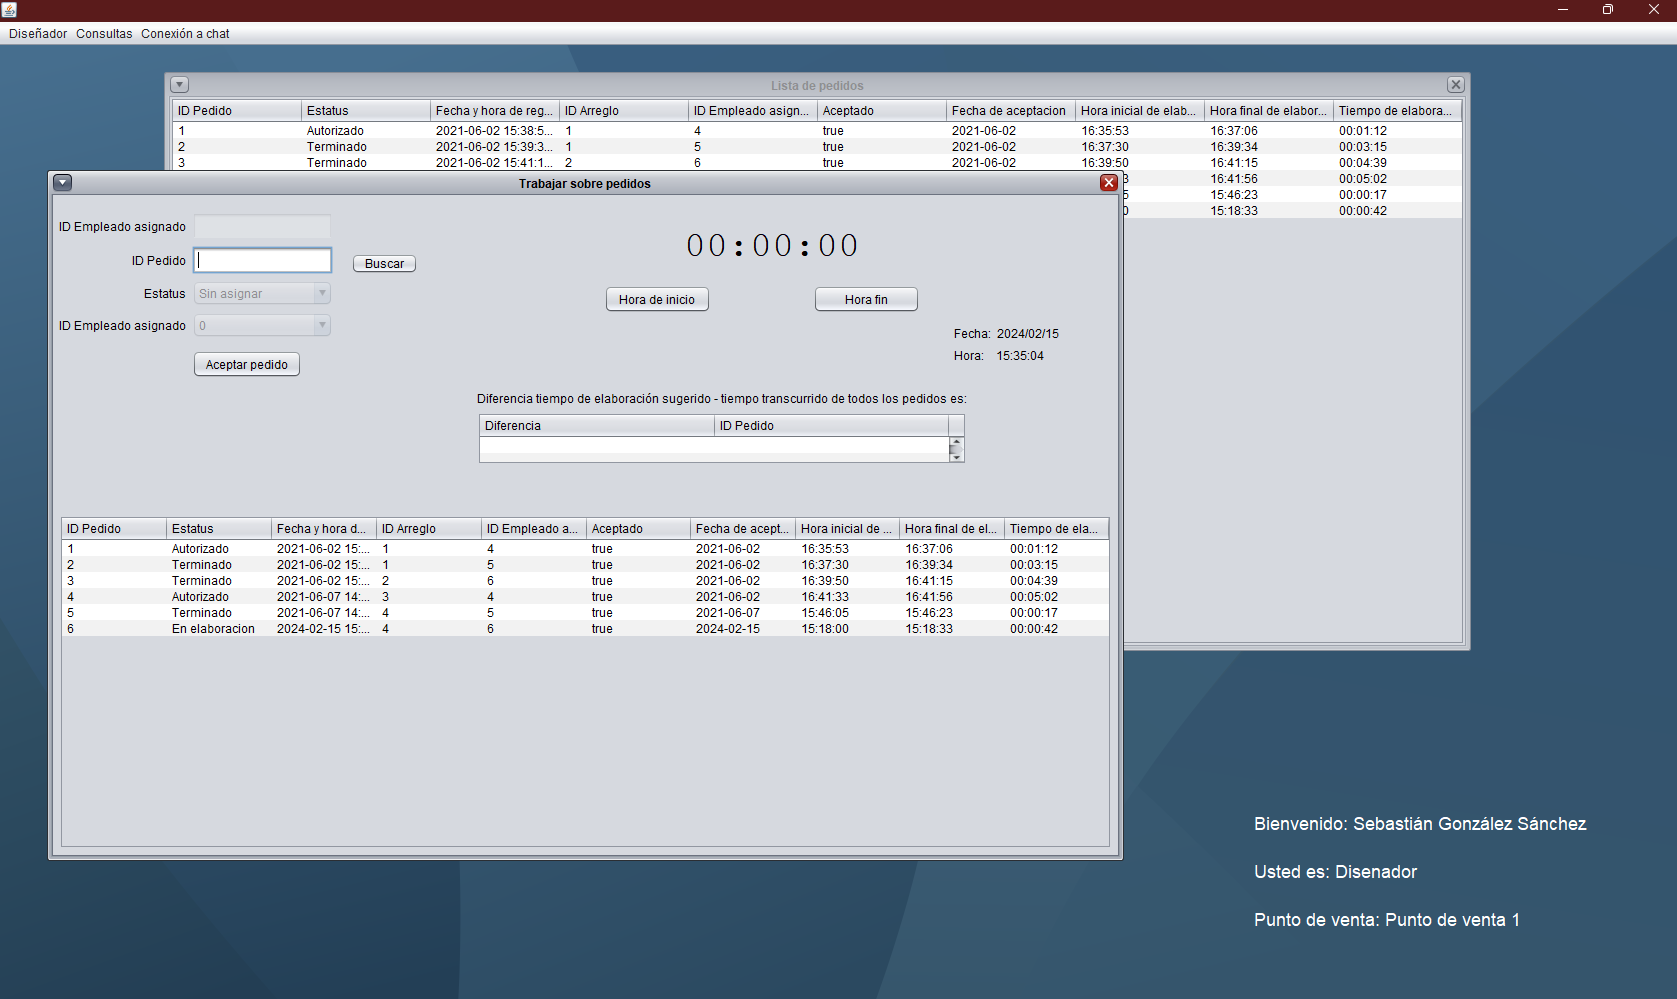 Diseñador Consultas Conexión a chat
Lista de pedidos
ID Pedido Estatus Fecha y hora de reg... ID Arreglo ID Empleado asign... Aceptado Fecha de aceptacion Hora inicial de elab... Hora final de elabor... Tiempo de elabora...
1 Autorizado 2021-06-02 15:38:5... 1 4 true 2021-06-02 16:35:53 16:37:06 00:01:12
2 Terminado 2021-06-02 15:39:3... 1 5 true 2021-06-02 16:37:30 16:39:34 00:03:15
3 Terminado 2021-06-02 15:41:1... 2 6 true 2021-06-02 16:39:50 16:41:15 00:04:39
3 16:41:56 00:05:02
5 15:46:23 00:00:17
0 15:18:33 00:00:42
Trabajar sobre pedidos
ID Empleado asignado
ID Pedido
Buscar
Estatus Sin asignar
ID Empleado asignado 0
Aceptar pedido
00:00:00
Hora de inicio Hora fin
Fecha: 2024/02/15
Hora: 15:35:04
Diferencia tiempo de elaboración sugerido - tiempo transcurrido de todos los pedidos es:
Diferencia ID Pedido
ID Pedido Estatus Fecha y hora d... ID Arreglo ID Empleado a... Aceptado Fecha de acept... Hora inicial de ... Hora final de el... Tiempo de ela...
1 Autorizado 2021-06-02 15:... 1 4 true 2021-06-02 16:35:53 16:37:06 00:01:12
2 Terminado 2021-06-02 15:... 1 5 true 2021-06-02 16:37:30 16:39:34 00:03:15
3 Terminado 2021-06-02 15:... 2 6 true 2021-06-02 16:39:50 16:41:15 00:04:39
4 Autorizado 2021-06-07 14:... 3 4 true 2021-06-02 16:41:33 16:41:56 00:05:02
5 Terminado 2021-06-07 14:... 4 5 true 2021-06-07 15:46:05 15:46:23 00:00:17
6 En elaboracion 2024-02-15 15:... 4 6 true 2024-02-15 15:18:00 15:18:33 00:00:42
Bienvenido: Sebastián González Sánchez
Usted es: Disenador
Punto de venta: Punto de venta 1